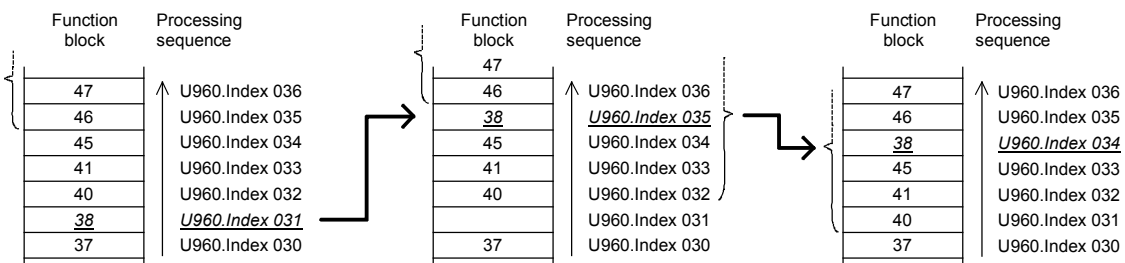 Function block Processing sequence
47 U960.Index 036
46 U960.Index 035
45 U960.Index 034
41 U960.Index 033
40 U960.Index 032
38 U960.Index 031
37 U960.Index 030
Function block Processing sequence
47
46 U960.Index 036
38 U960.Index 035
45 U960.Index 034
41 U960.Index 033
40 U960.Index 032
U960.Index 031
37 U960.Index 030
Function block Processing sequence
47 U960.Index 036
46 U960.Index 035
38 U960.Index 034
45 U960.Index 033
41 U960.Index 032
40 U960.Index 031
37 U960.Index 030